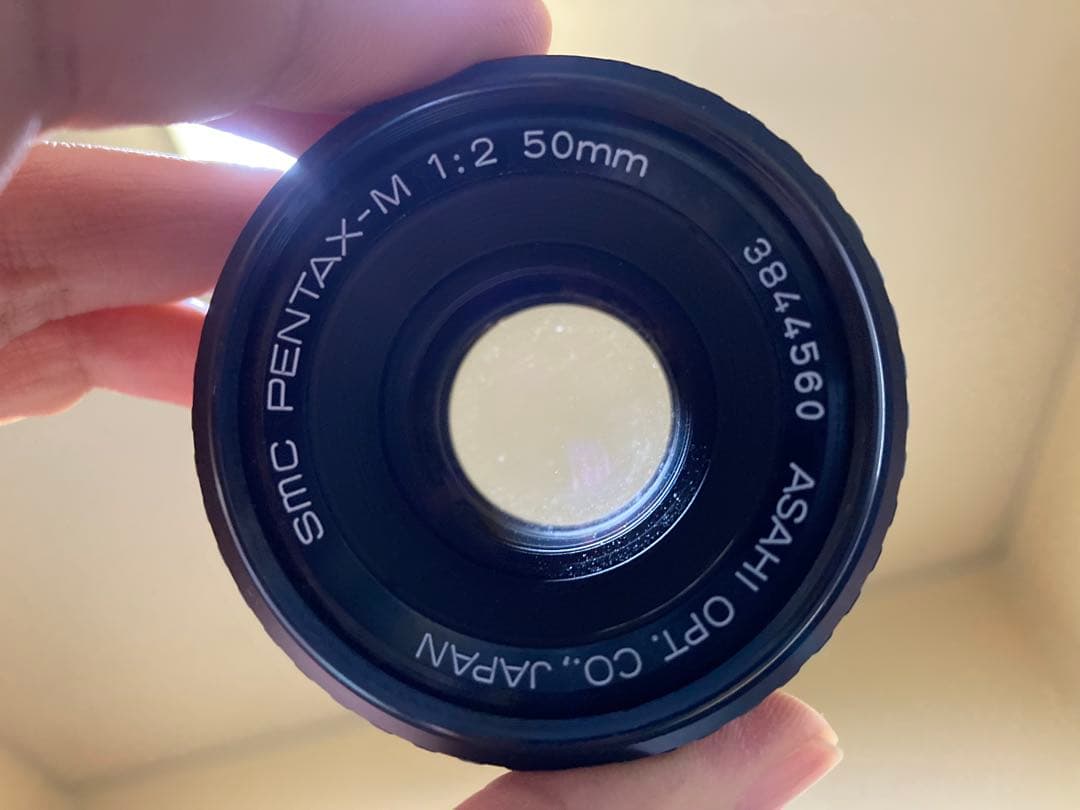 smc PENTAX-M 1:2 50mm
3844560
ASAHI OPT. CO., JAPAN